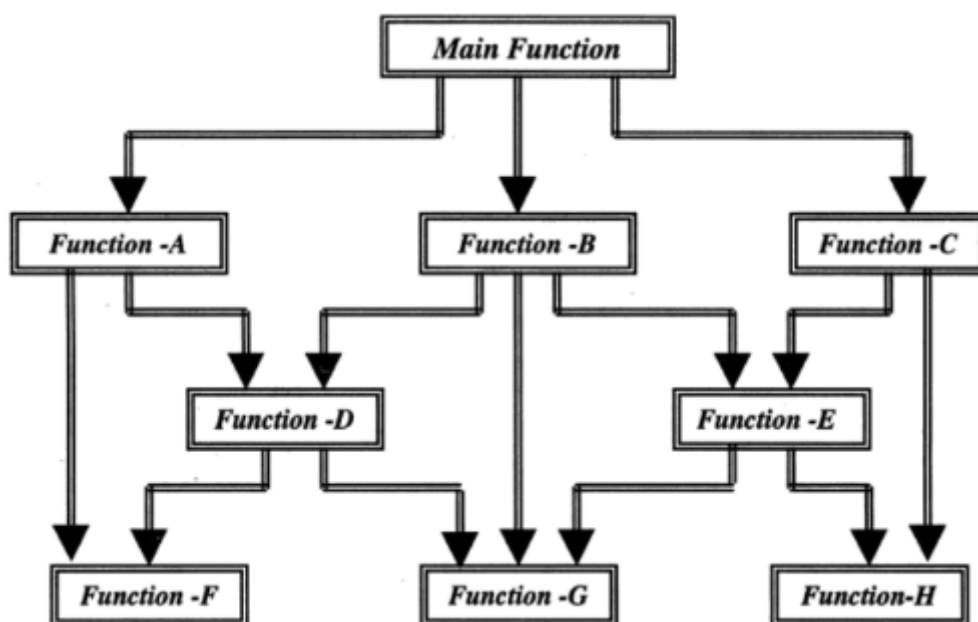 Main Function
Function -A
Function -B
Function -C
Function -D
Function -E
Function -F
Function -G
Function-H